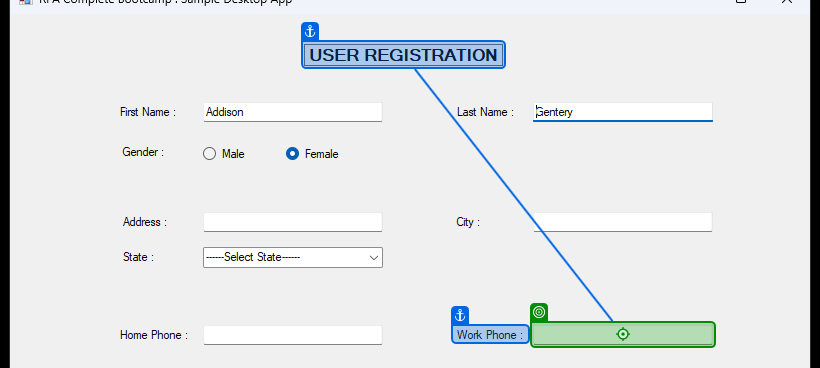 RPA Complete Bootcamp : Sample Desktop App
USER REGISTRATION
First Name : Addison Last Name : Gentery
Gender : Male Female
Address : City :
State : ------Select State------
Home Phone : Work Phone :